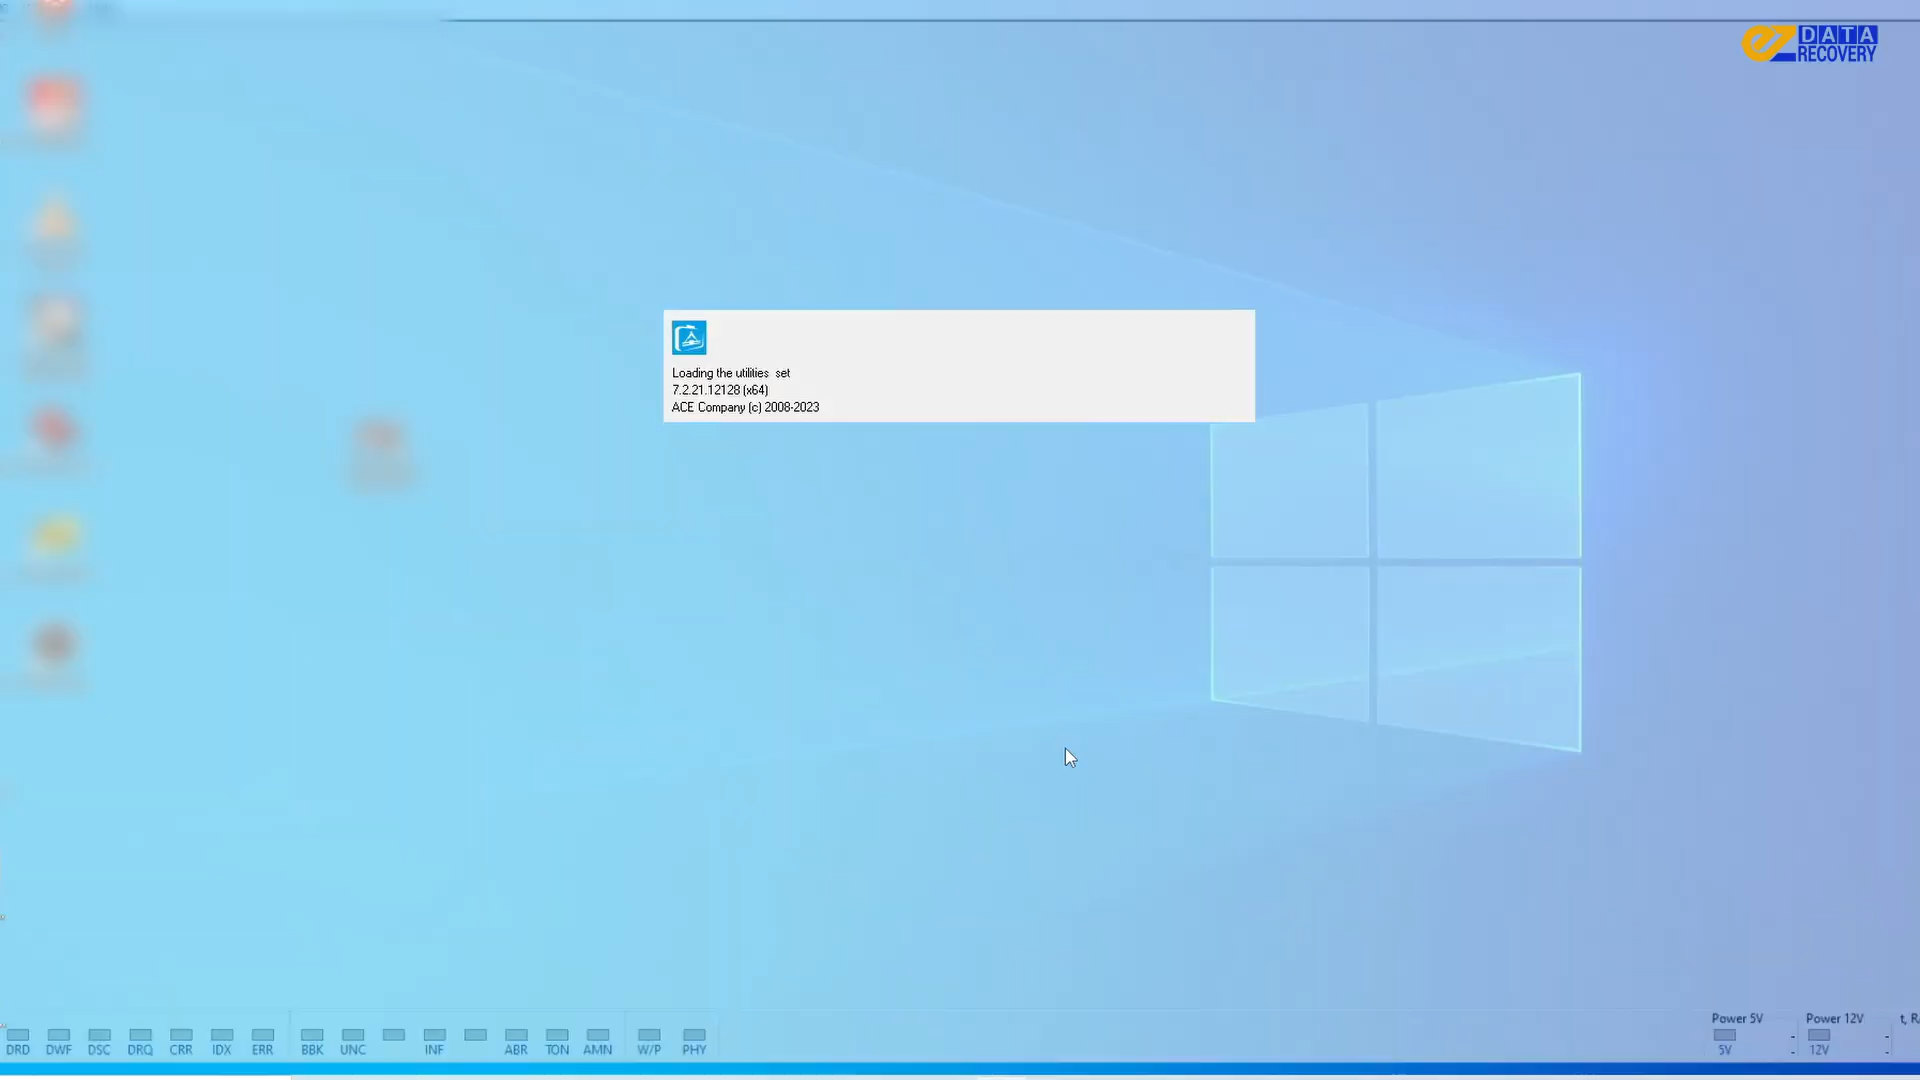 ez DATA
RECOVERY
Loading the utilities set
7.2.21.12128 (x64)
ACE Company (c) 2008-2023
Power 5V
Power 12V
t, R
DRD DWF DSC DRQ CRR IDX ERR BBK UNC INF ABR TON AMN W/P PHY
5V
12V